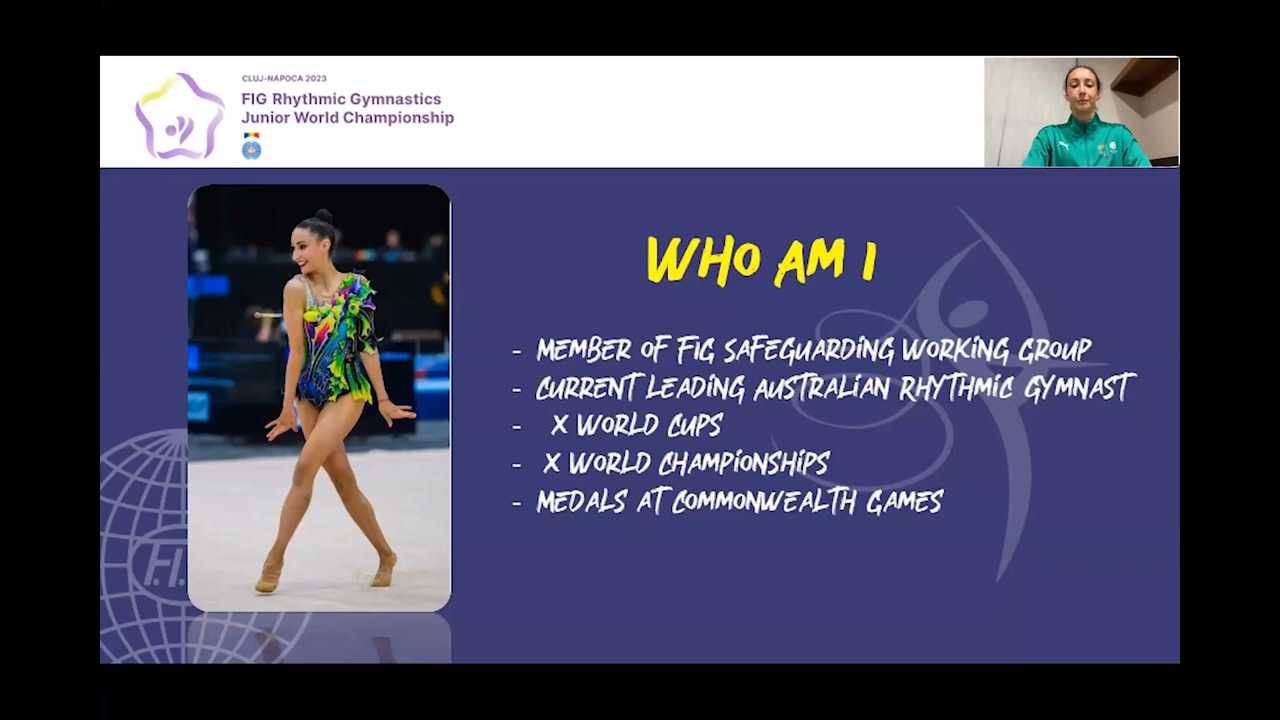 CLUJ-NAPOCA 2023
FIG Rhythmic Gymnastics
Junior World Championship
WHO AM I
- MEMBER OF FIG SAFEGUARDING WORKING GROUP
- CURRENT LEADING AUSTRALIAN RHYTHMIC GYMNAST
- X WORLD CUPS
- X WORLD CHAMPIONSHIPS
- MEDALS AT COMMONWEALTH GAMES
F.I.